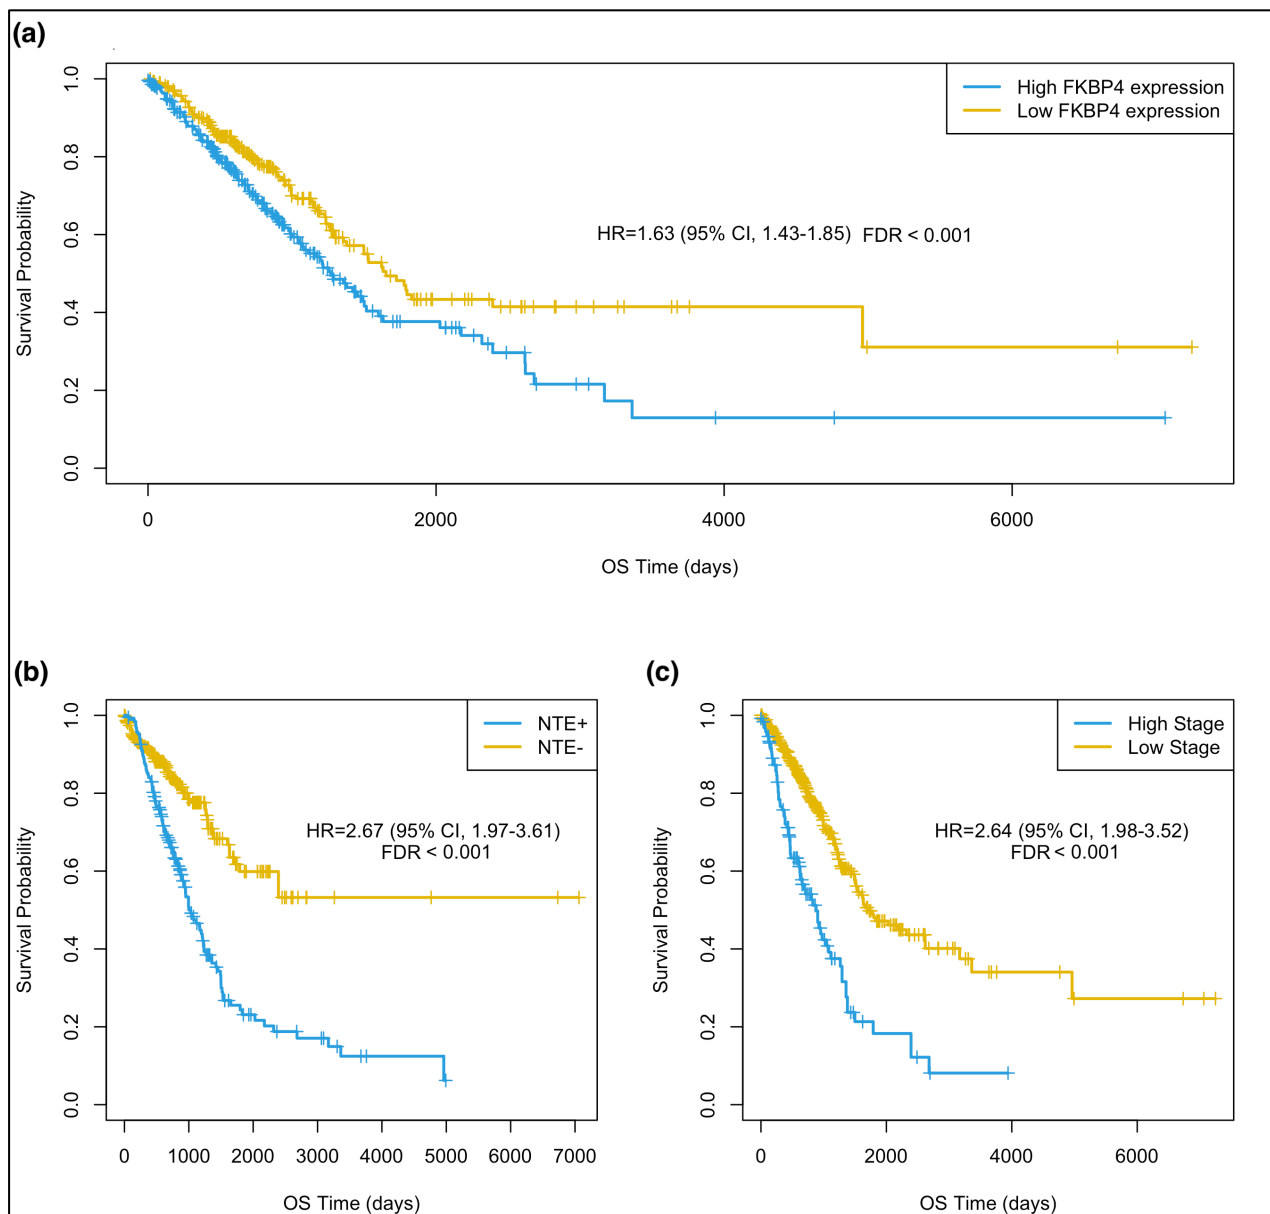 (a)
High FKBP4 expression
Low FKBP4 expression
HR=1.63 (95% CI, 1.43-1.85) FDR < 0.001
Survival Probability
1.0
0.8
0.6
0.4
0.2
0.0
0 2000 4000 6000
OS Time (days)
(b)
NTE+
NTE-
HR=2.67 (95% CI, 1.97-3.61)
FDR < 0.001
Survival Probability
1.0
0.8
0.6
0.4
0.2
0.0
0 1000 2000 3000 4000 5000 6000 7000
OS Time (days)
(c)
High Stage
Low Stage
HR=2.64 (95% CI, 1.98-3.52)
FDR < 0.001
Survival Probability
1.0
0.8
0.6
0.4
0.2
0.0
0 2000 4000 6000
OS Time (days)